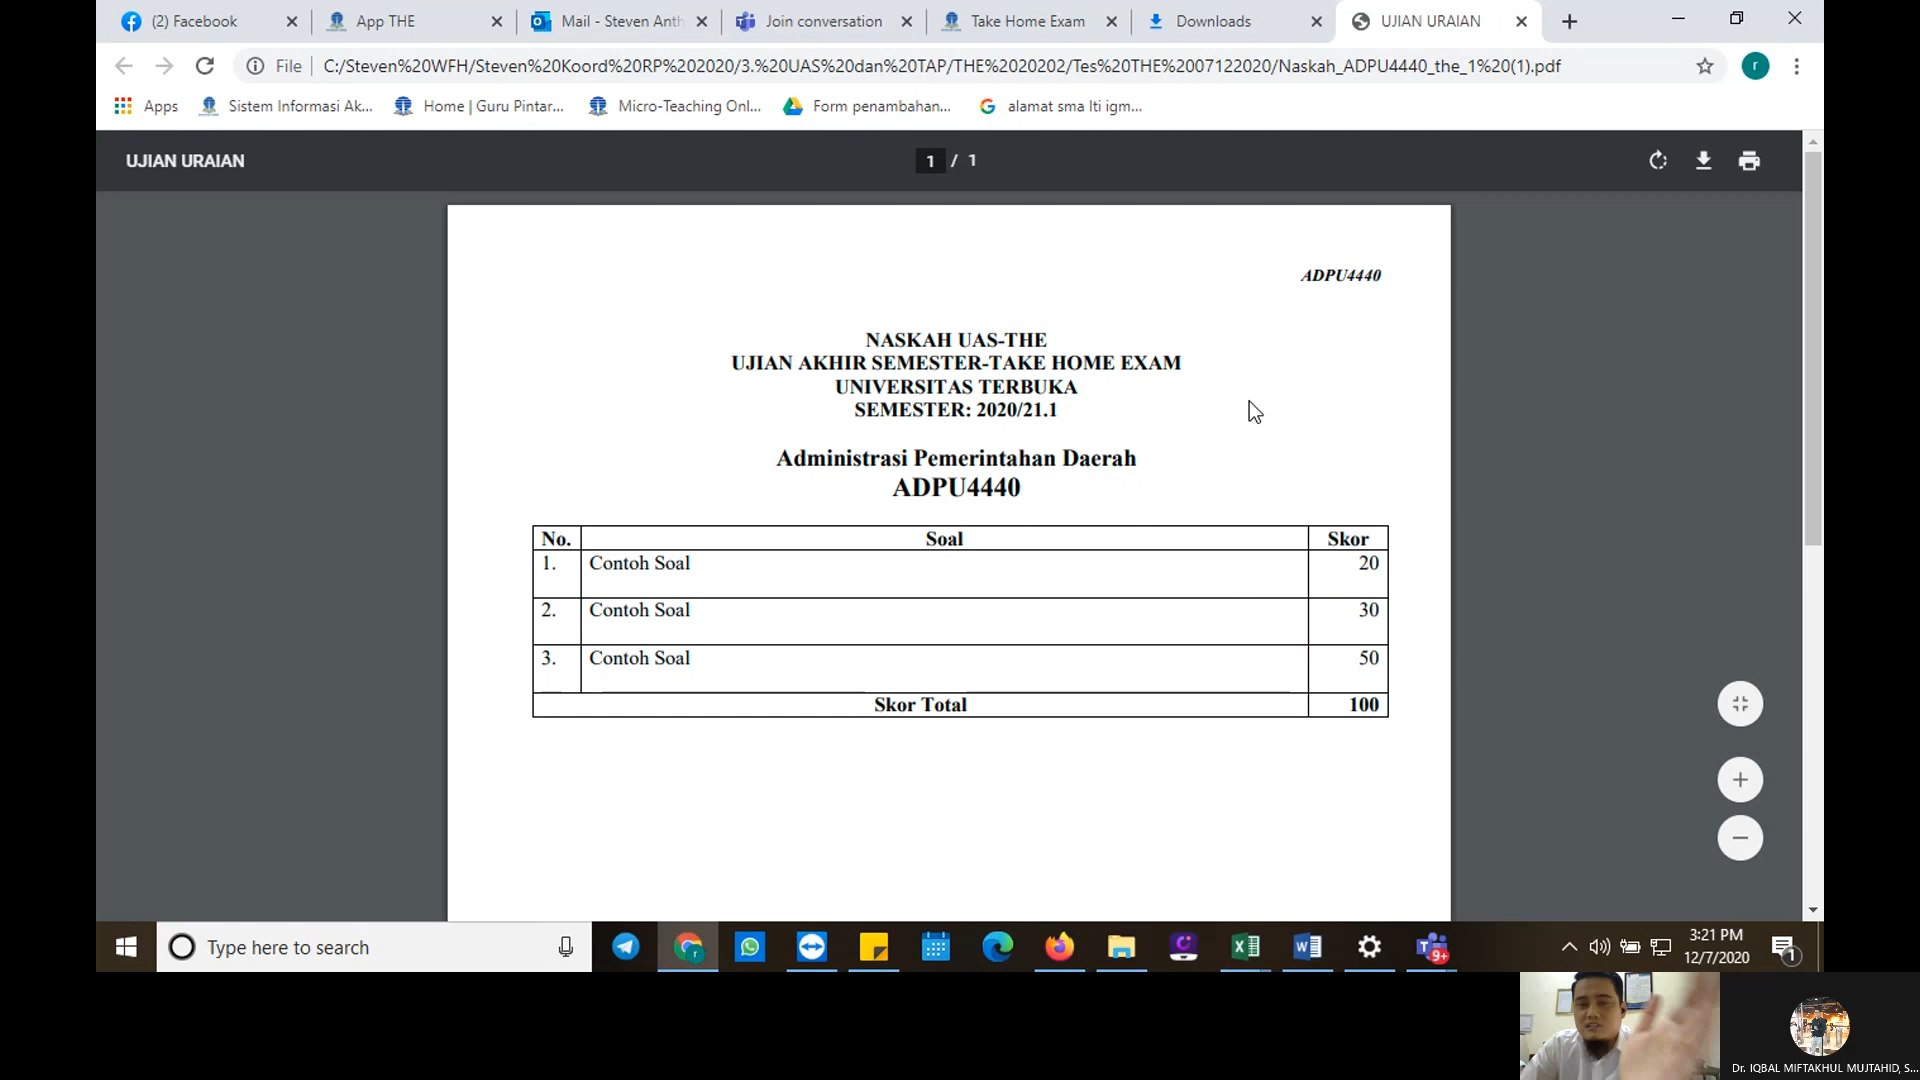 (2) Facebook
App THE
Mail - Steven Anth
Join conversation
Take Home Exam
Downloads
UJIAN URAIAN
File
C:/Steven%20WFH/Steven%20Koord%20RP%202020/3.%20UAS%20dan%20TAP/THE%2020202/Tes%20THE%2007122020/Naskah_ADPU4440_the_1%20(1).pdf
r
Apps
Sistem Informasi Ak...
Home | Guru Pintar...
Micro-Teaching Onl...
Form penambahan...
alamat sma lti igm...
UJIAN URAIAN
1 / 1
ADPU4440
NASKAH UAS-THE
UJIAN AKHIR SEMESTER-TAKE HOME EXAM
UNIVERSITAS TERBUKA
SEMESTER: 2020/21.1
Administrasi Pemerintahan Daerah
ADPU4440
No. Soal Skor
1. Contoh Soal 20
2. Contoh Soal 30
3. Contoh Soal 50
Skor Total 100
Type here to search
9+
3:21 PM
12/7/2020
1
Dr. IQBAL MIFTAKHUL MUJTAHID, S...